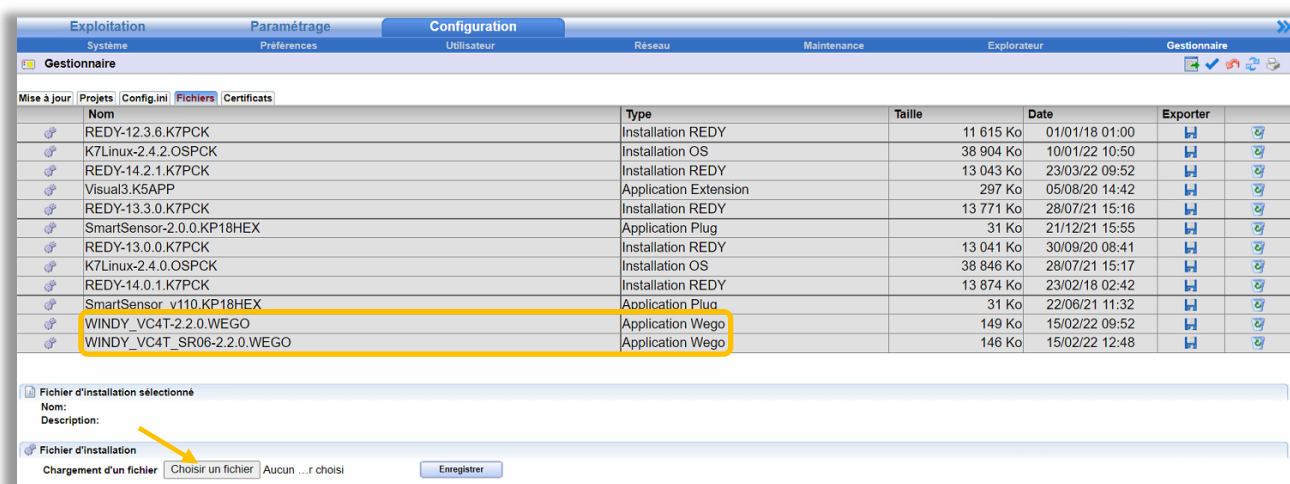 Exploitation Paramétrage Configuration
Système Préférences Utilisateur Réseau Maintenance Explorateur Gestionnaire
Gestionnaire
Mise à jour Projets Config.ini Fichiers Certificats
Nom Type Taille Date Exporter
REDY-12.3.6.K7PCK Installation REDY 11 615 Ko 01/01/18 01:00
K7Linux-2.4.2.OSPCK Installation OS 38 904 Ko 10/01/22 10:50
REDY-14.2.1.K7PCK Installation REDY 13 043 Ko 23/03/22 09:52
Visual3.K5APP Application Extension 297 Ko 05/08/20 14:42
REDY-13.3.0.K7PCK Installation REDY 13 771 Ko 28/07/21 15:16
SmartSensor-2.0.0.KP18HEX Application Plug 31 Ko 21/12/21 15:55
REDY-13.0.0.K7PCK Installation REDY 13 041 Ko 30/09/20 08:41
K7Linux-2.4.0.OSPCK Installation OS 38 846 Ko 28/07/21 15:17
REDY-14.0.1.K7PCK Installation REDY 13 874 Ko 23/02/18 02:42
SmartSensor_v110.KP18HEX Application Plug 31 Ko 22/06/21 11:32
WINDY_VC4T-2.2.0.WEGO Application Wego 149 Ko 15/02/22 09:52
WINDY_VC4T_SR06-2.2.0.WEGO Application Wego 146 Ko 15/02/22 12:48
Fichier d'installation sélectionné
Nom:
Description:
Fichier d'installation
Chargement d'un fichier Choisir un fichier Aucun ...r choisi Enregistrer